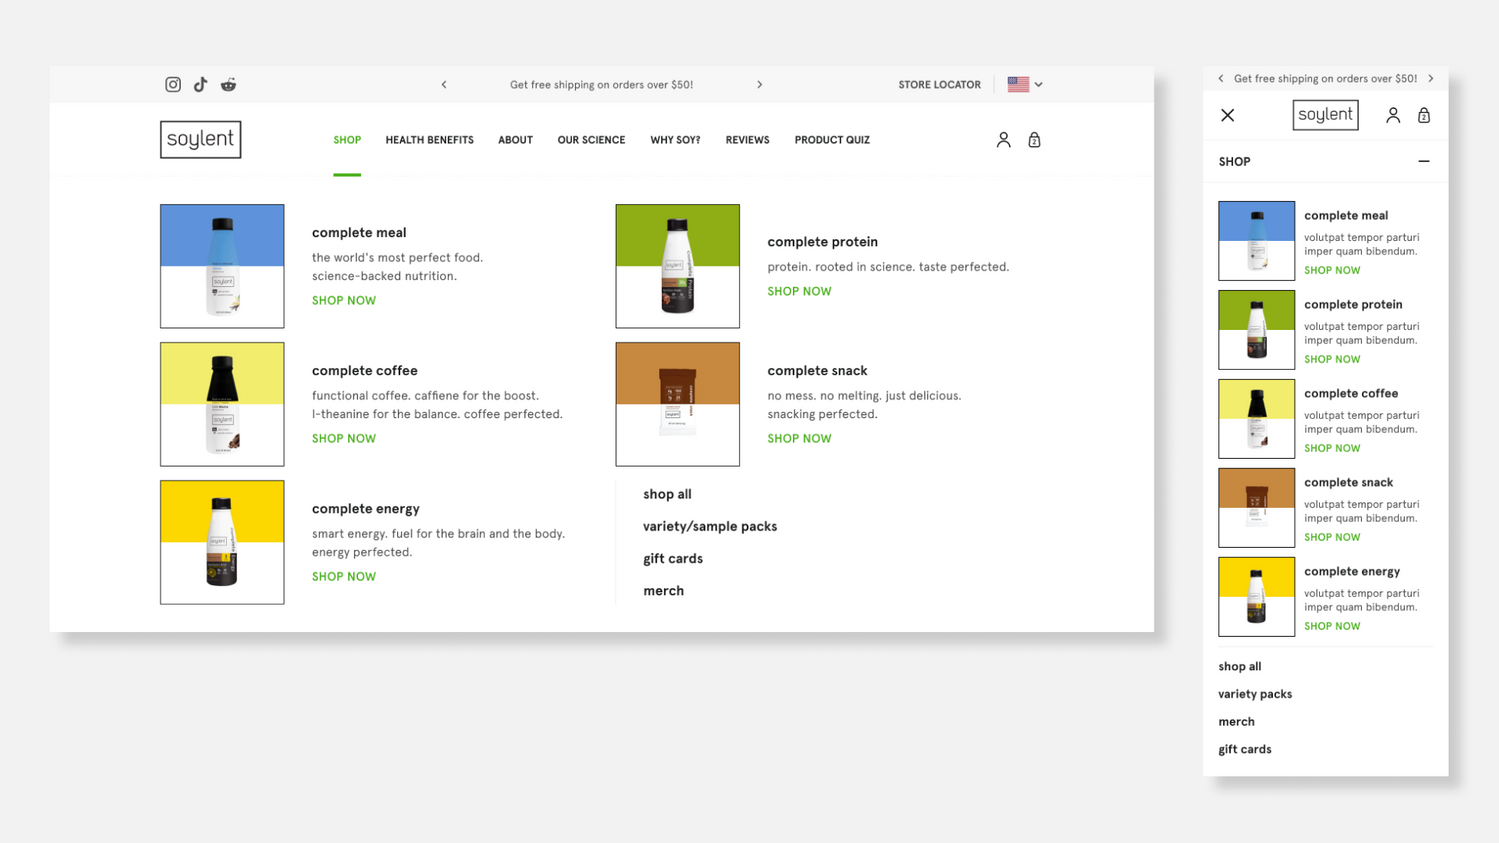 Get free shipping on orders over $50!
STORE LOCATOR
soylent
SHOP
HEALTH BENEFITS
ABOUT
OUR SCIENCE
WHY SOY?
REVIEWS
PRODUCT QUIZ
2
complete meal
the world's most perfect food.
science-backed nutrition.
SHOP NOW
complete protein
protein. rooted in science. taste perfected.
SHOP NOW
complete coffee
functional coffee. caffiene for the boost.
l-theanine for the balance. coffee perfected.
SHOP NOW
complete snack
no mess. no melting. just delicious.
snacking perfected.
SHOP NOW
complete energy
smart energy. fuel for the brain and the body.
energy perfected.
SHOP NOW
shop all
variety/sample packs
gift cards
merch
soylent
soylent
soylent
soylent
soylent
Get free shipping on orders over $50!
soylent
2
SHOP
complete meal
volutpat tempor parturi
imper quam bibendum.
SHOP NOW
complete protein
volutpat tempor parturi
imper quam bibendum.
SHOP NOW
complete coffee
volutpat tempor parturi
imper quam bibendum.
SHOP NOW
complete snack
volutpat tempor parturi
imper quam bibendum.
SHOP NOW
complete energy
volutpat tempor parturi
imper quam bibendum.
SHOP NOW
shop all
variety packs
merch
gift cards